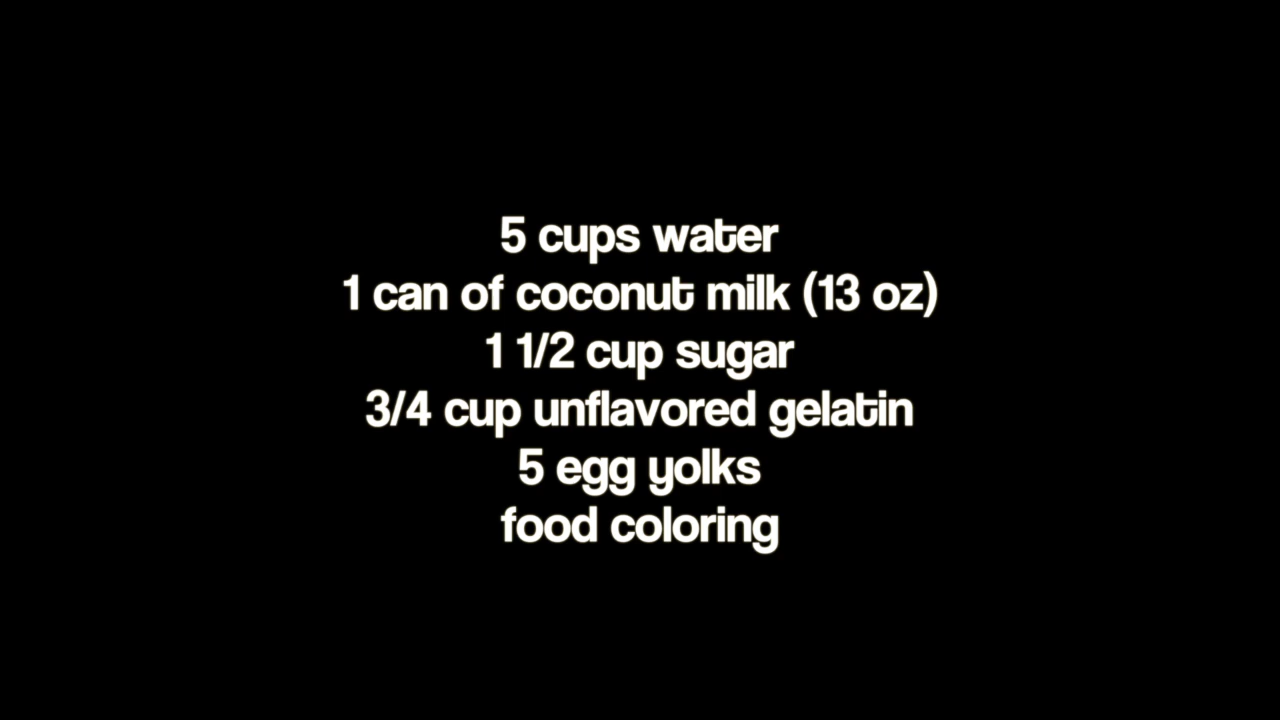 5 cups water
1 can of coconut milk (13 oz)
1 1/2 cup sugar
3/4 cup unflavored gelatin
5 egg yolks
food coloring